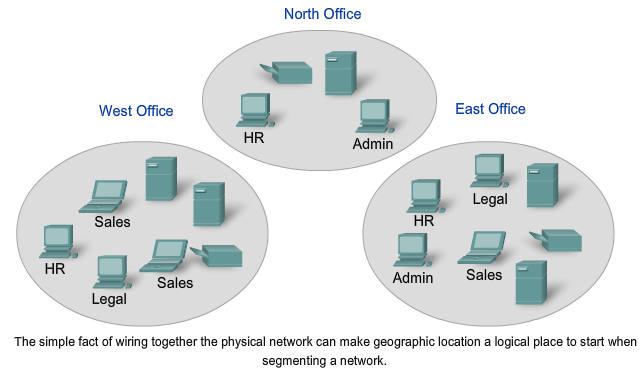 North Office
HR
Admin
West Office
Sales
HR
Legal
Sales
East Office
Legal
HR
Admin
Sales
The simple fact of wiring together the physical network can make geographic location a logical place to start when
segmenting a network.